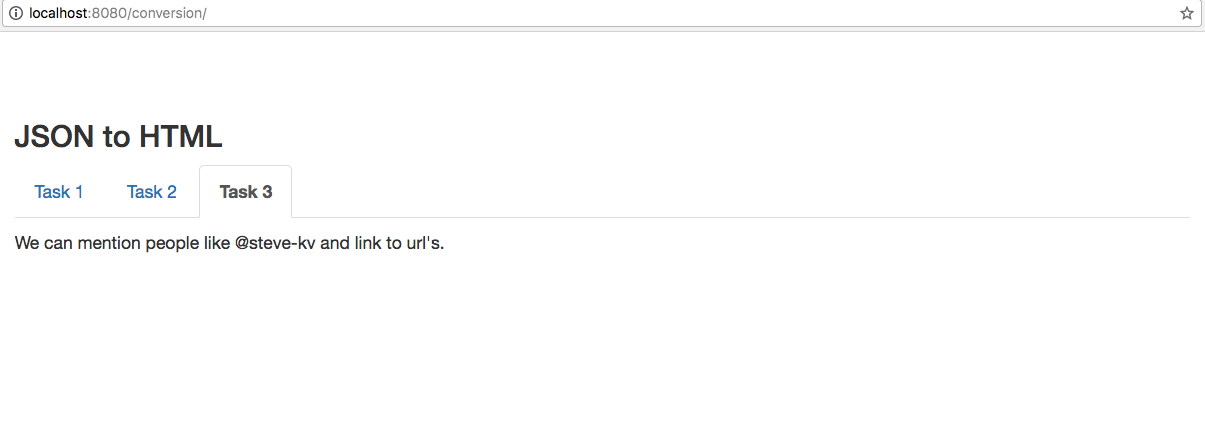 localhost:8080/conversion/
JSON to HTML
Task 1 Task 2 Task 3
We can mention people like @steve-kv and link to url's.